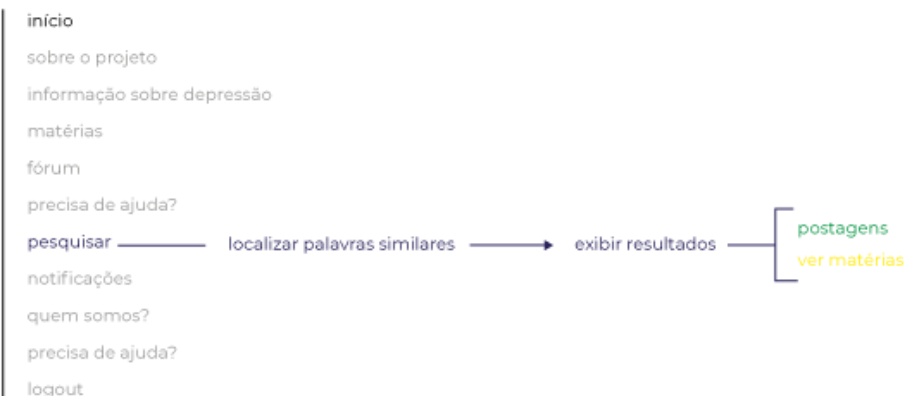 início
sobre o projeto
informação sobre depressão
matérias
fórum
precisa de ajuda?
pesquisar localizar palavras similares exibir resultados postagens
ver matérias
notificações
quem somos?
precisa de ajuda?
logout